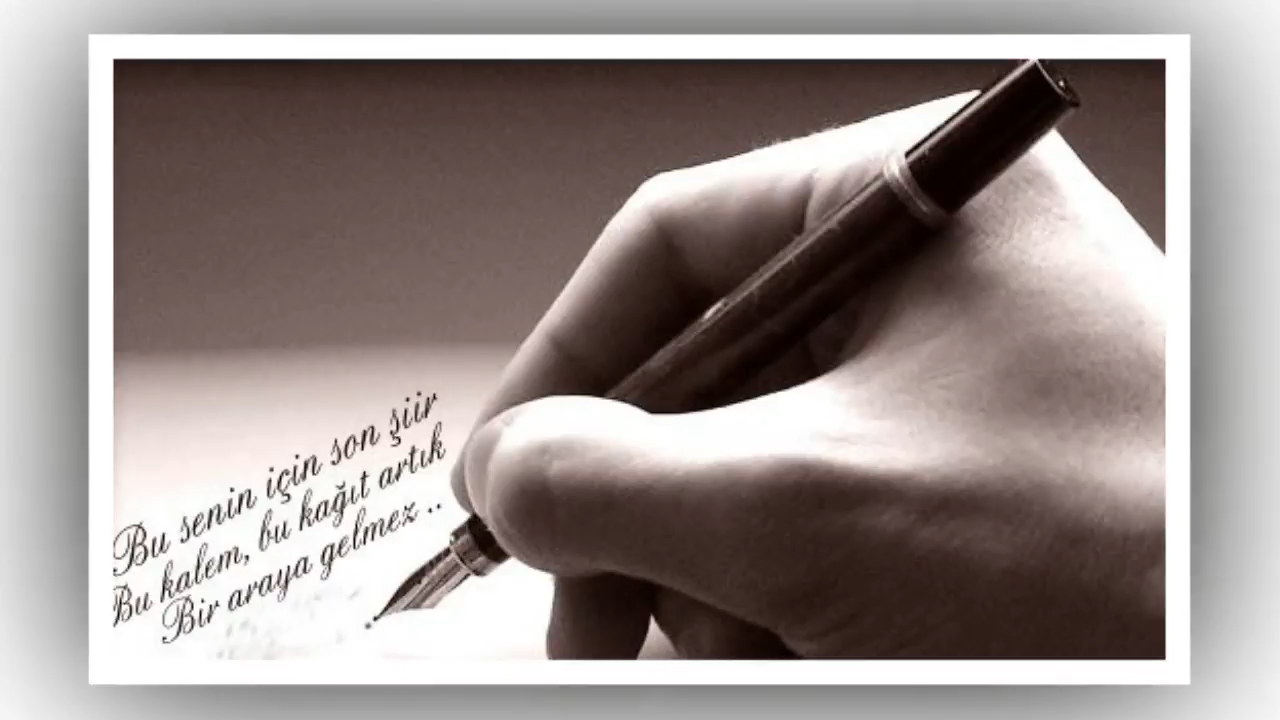 Bu senin için son şiir
Bu kalem, bu kağıt artık
Bir araya gelmez ..